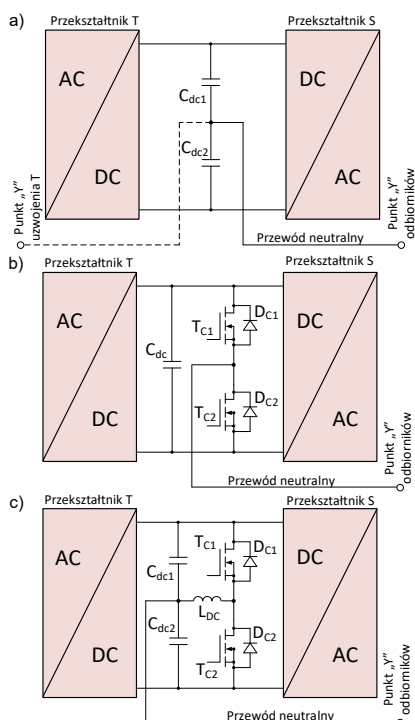 a)
Przekształtnik T
Przekształtnik S
AC
DC
C_dc1
C_dc2
DC
AC
Punkt „Y”
uzwojenia T
Przewód neutralny
Punkt „Y”
odbiorników
b)
Przekształtnik T
Przekształtnik S
AC
DC
C_dc
T_C1
D_C1
T_C2
D_C2
DC
AC
Przewód neutralny
Punkt „Y”
odbiorników
c)
Przekształtnik T
Przekształtnik S
AC
DC
C_dc1
C_dc2
L_DC
T_C1
D_C1
T_C2
D_C2
DC
AC
Przewód neutralny
Punkt „Y”
odbiorników